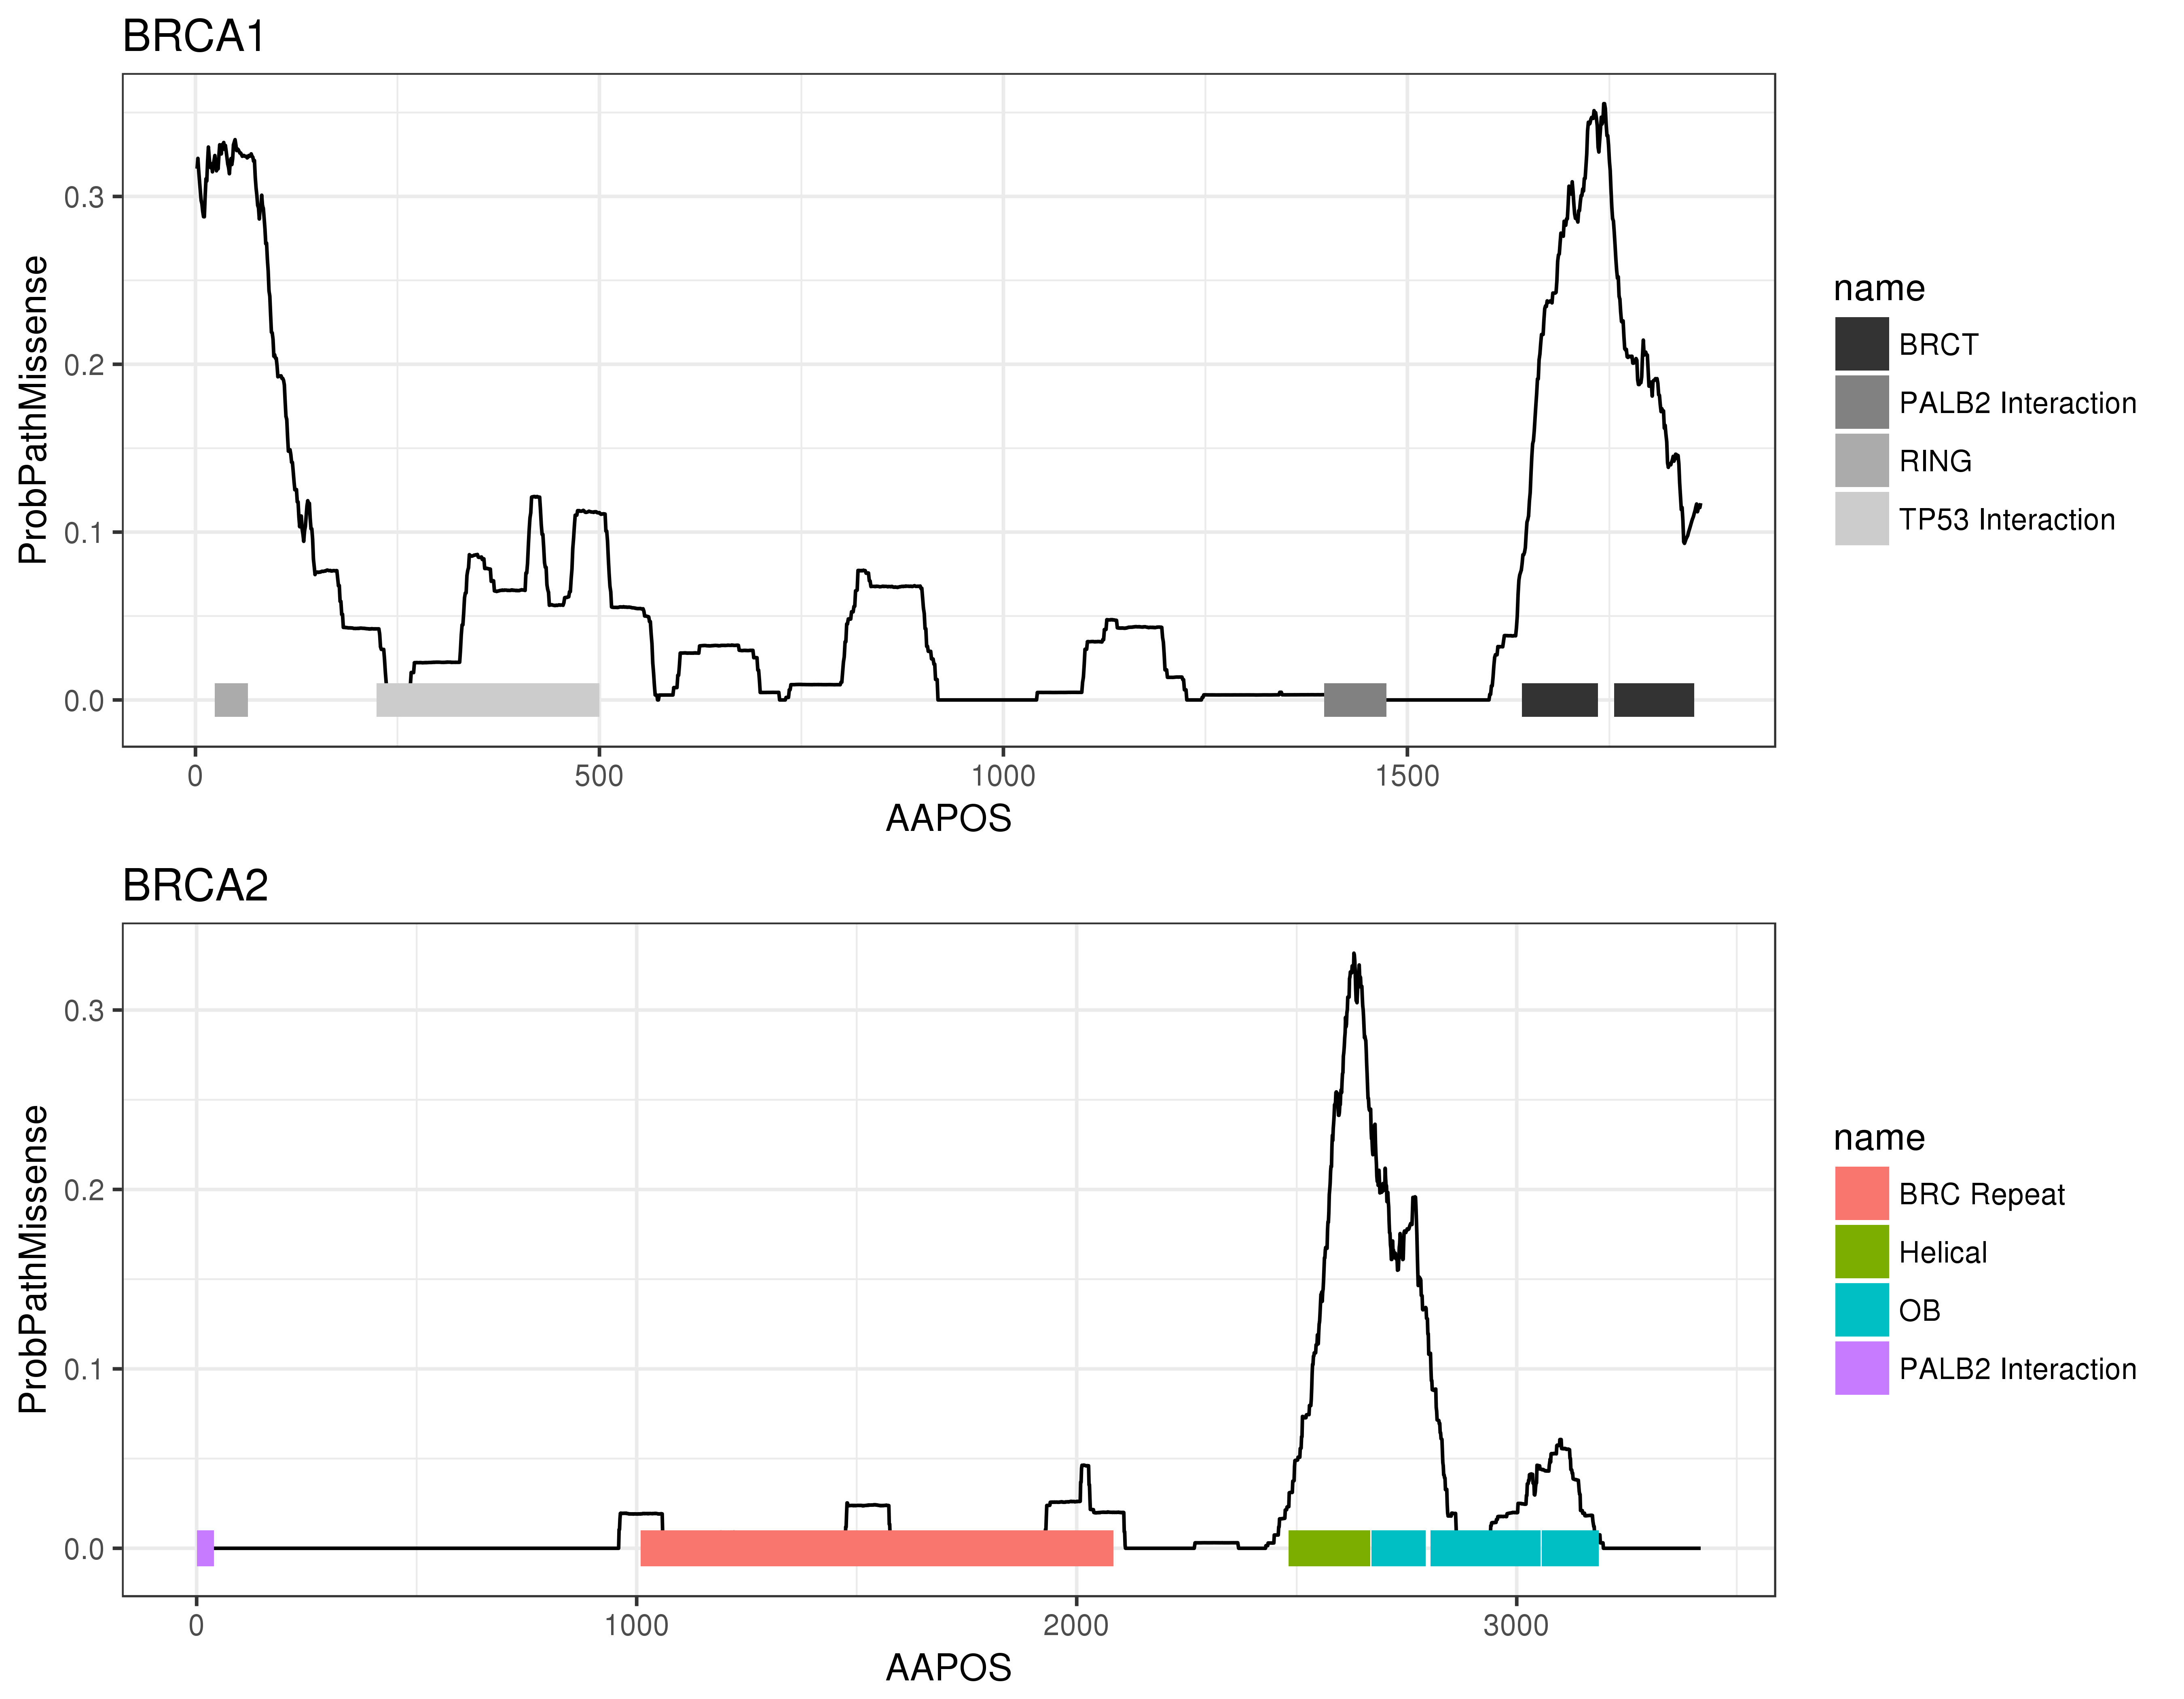 BRCA1
ProbPathMissense
0.3
0.2
0.1
0.0
0 500 1000 1500
AAPOS
name
BRCT
PALB2 Interaction
RING
TP53 Interaction
BRCA2
ProbPathMissense
0.3
0.2
0.1
0.0
0 1000 2000 3000
AAPOS
name
BRC Repeat
Helical
OB
PALB2 Interaction